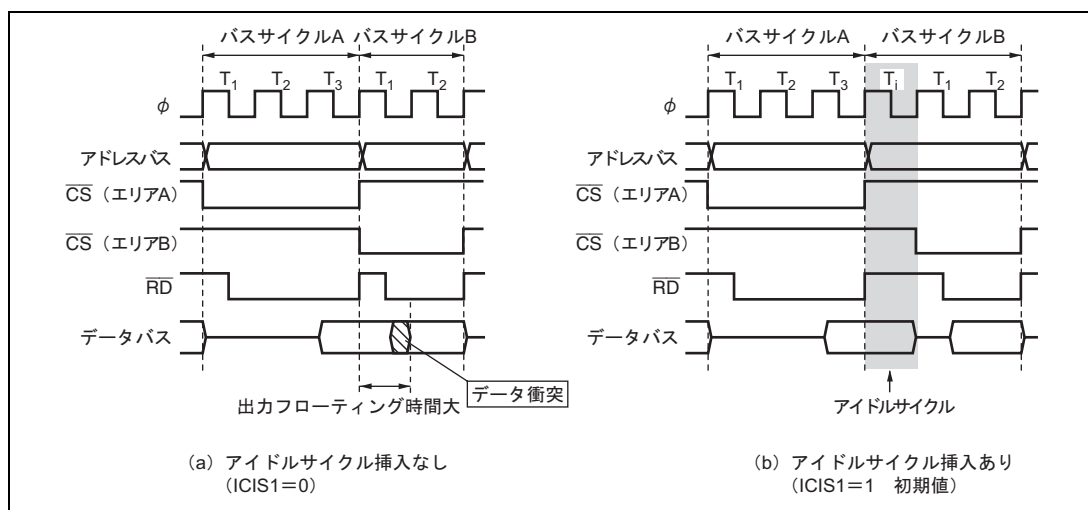 バスサイクルA バスサイクルB
T1 T2 T3 T1 T2
φ
アドレスバス
CS（エリアA）
CS（エリアB）
RD
データバス
データ衝突
出力フローティング時間大
（a）アイドルサイクル挿入なし
（ICIS1＝0）
バスサイクルA バスサイクルB
T1 T2 T3 Ti T1 T2
φ
アドレスバス
CS（エリアA）
CS（エリアB）
RD
データバス
アイドルサイクル
（b）アイドルサイクル挿入あり
（ICIS1＝1　初期値）